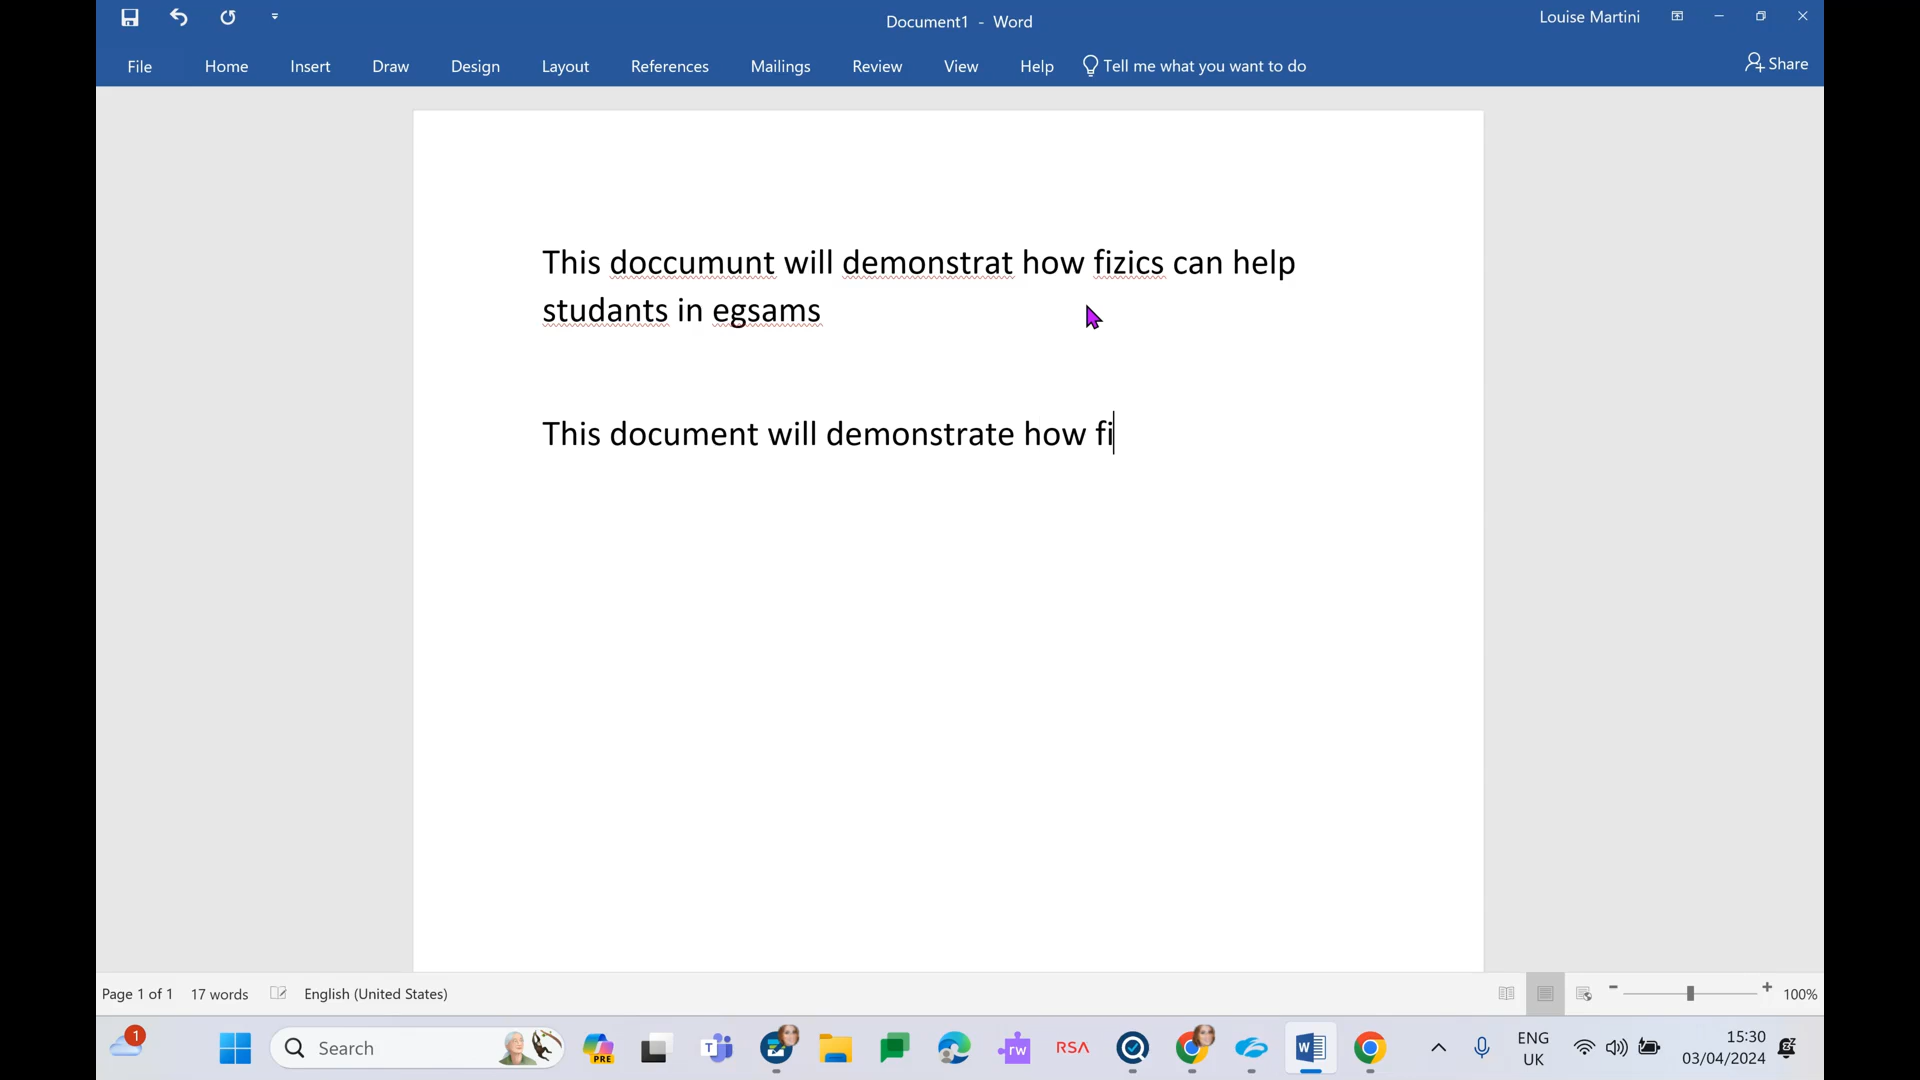 Document1 - Word
Louise Martini
File Home Insert Draw Design Layout References Mailings Review View Help Tell me what you want to do Share
This doccumunt will demonstrat how fizics can help
studants in egsams
This document will demonstrate how fi
Page 1 of 1 17 words English (United States) 100%
1
Search
PRE
T
rw
RSA
W
ENG
UK
15:30
03/04/2024